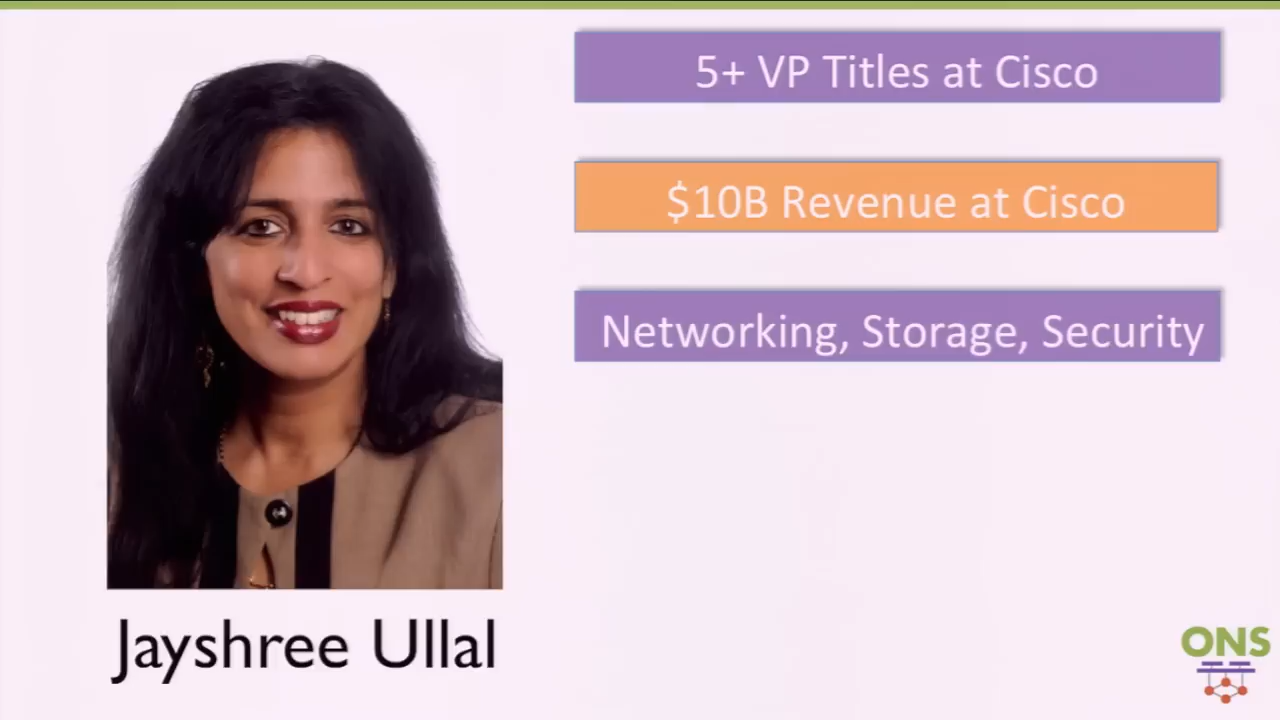 5+ VP Titles at Cisco
$10B Revenue at Cisco
Networking, Storage, Security
Jayshree Ullal
ONS